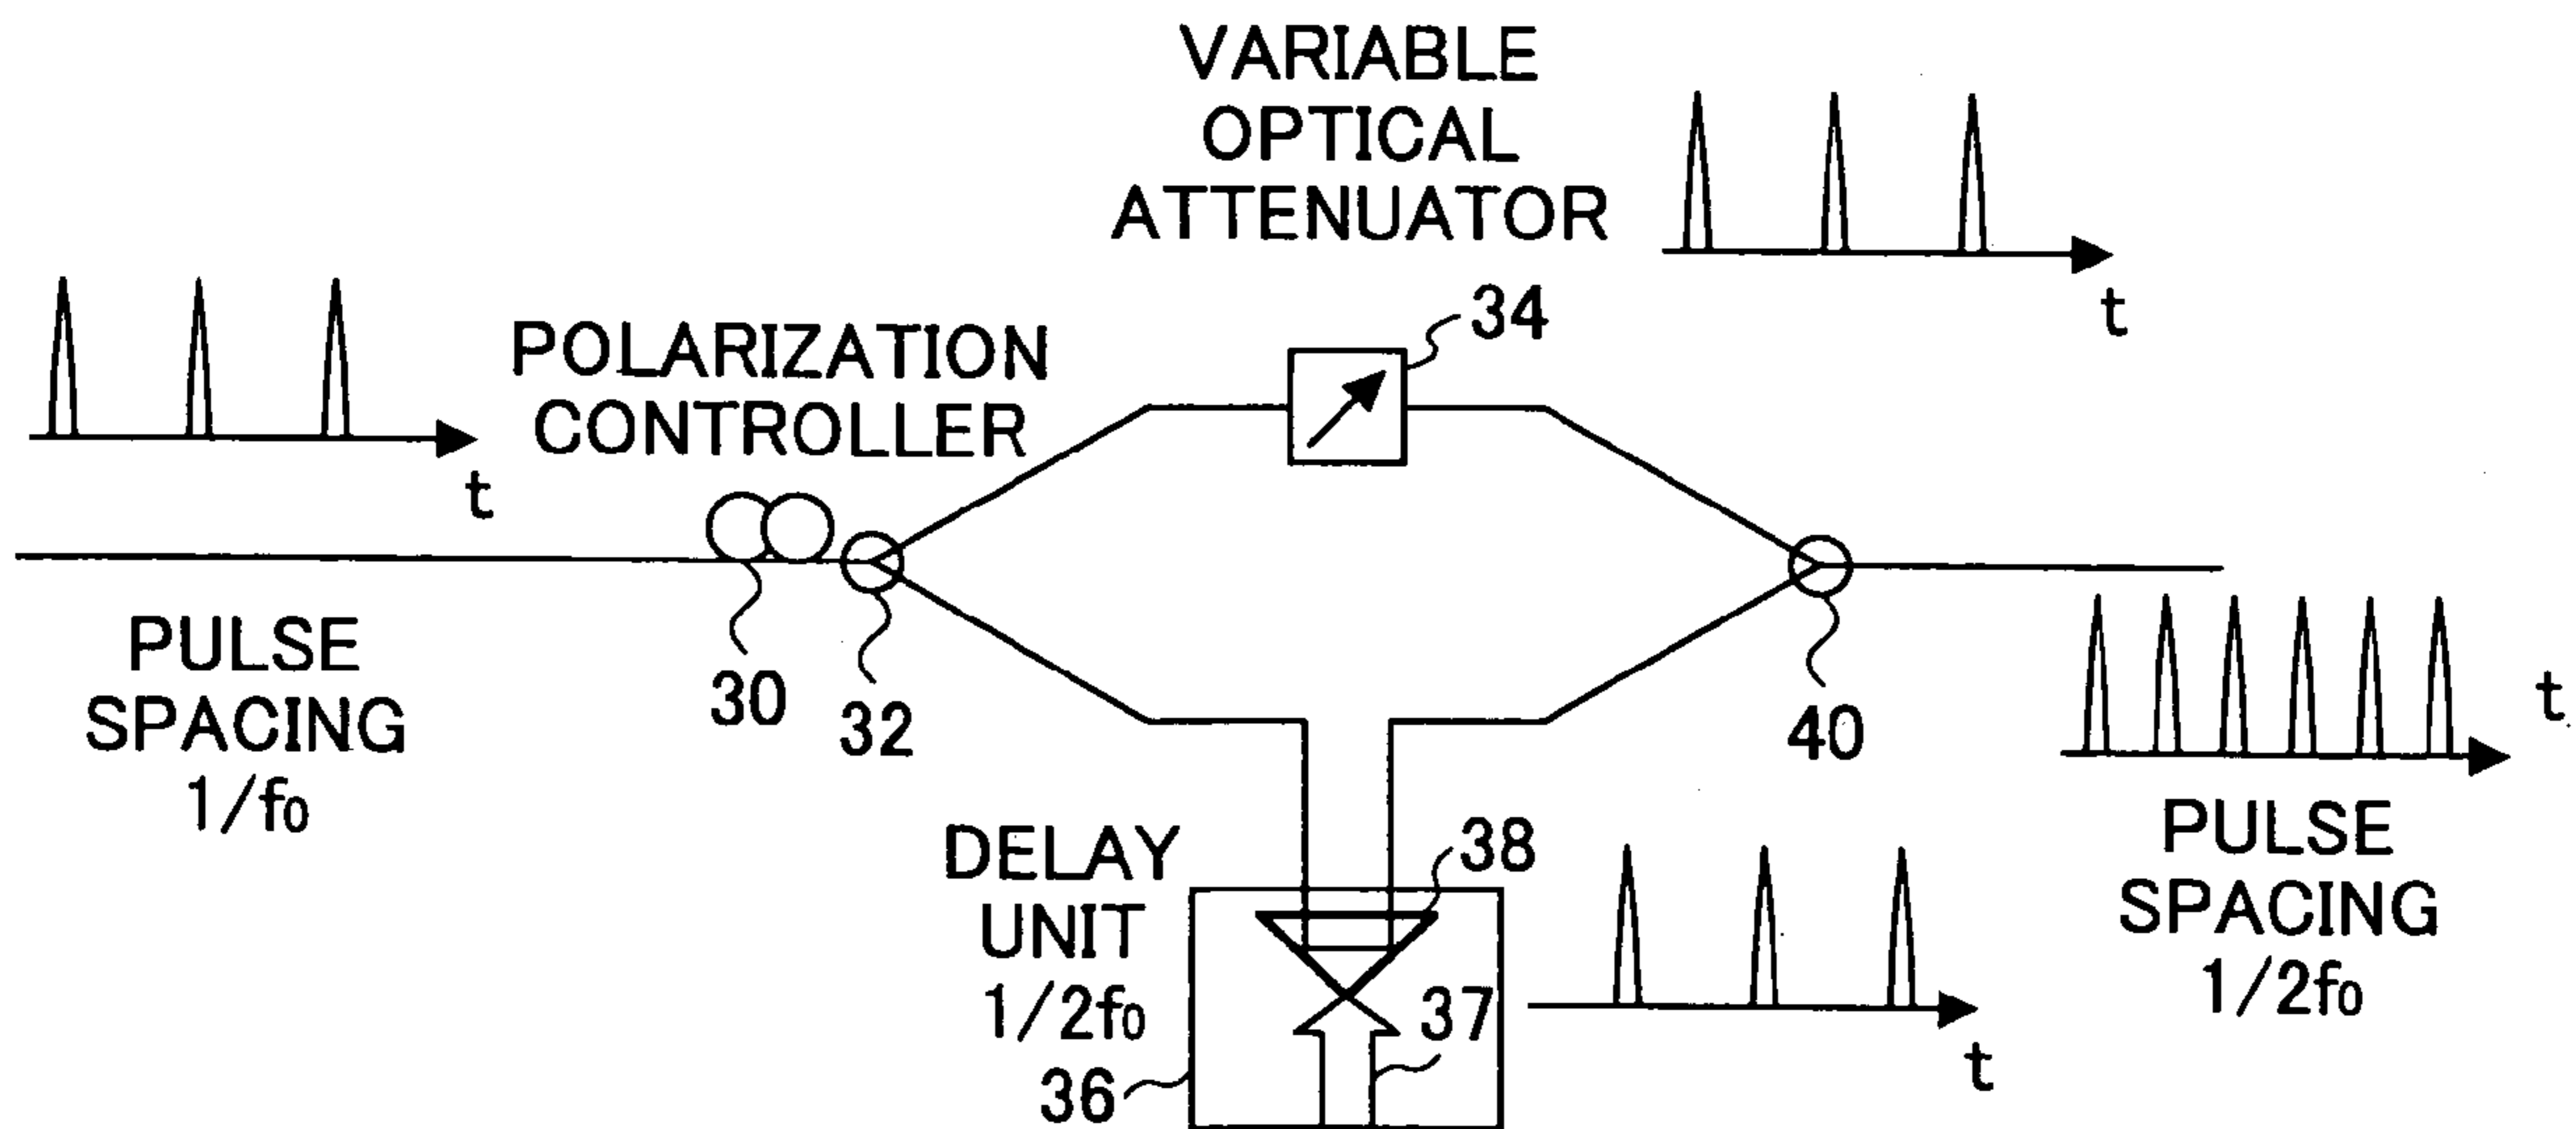 VARIABLE
OPTICAL
ATTENUATOR
t
34
t
POLARIZATION
CONTROLLER
30
32
40
PULSE
SPACING
1/f₀
t
PULSE
SPACING
1/2f₀
DELAY
UNIT
1/2f₀
36
38
37
t